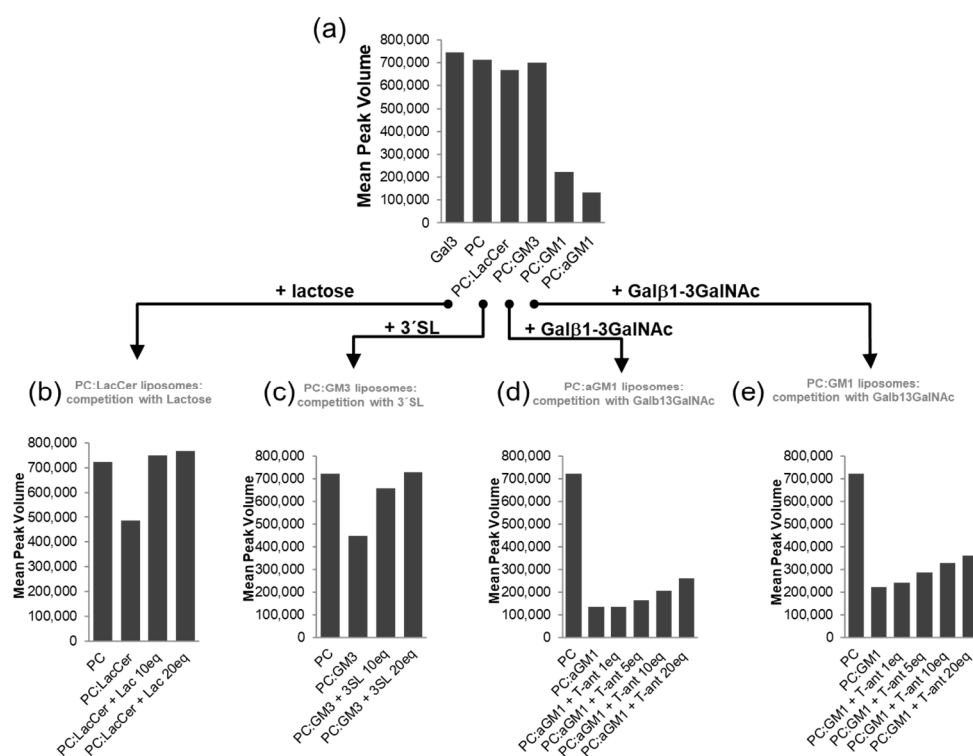 (a)
Mean Peak Volume
800,000
700,000
600,000
500,000
400,000
300,000
200,000
100,000
0
Gal3
PC
PC:LacCer
PC:GM3
PC:GM1
PC:aGM1
+ lactose
+ 3´SL
+ Galβ1-3GalNAc
+ Galβ1-3GalNAc
(b)
PC:LacCer liposomes:
competition with Lactose
Mean Peak Volume
800,000
700,000
600,000
500,000
400,000
300,000
200,000
100,000
0
PC
PC:LacCer
PC:LacCer + Lac 10eq
PC:LacCer + Lac 20eq
(c)
PC:GM3 liposomes:
competition with 3´SL
Mean Peak Volume
800,000
700,000
600,000
500,000
400,000
300,000
200,000
100,000
0
PC
PC:GM3
PC:GM3 + 3SL 10eq
PC:GM3 + 3SL 20eq
(d)
PC:aGM1 liposomes:
competition with Galb13GalNAc
Mean Peak Volume
800,000
700,000
600,000
500,000
400,000
300,000
200,000
100,000
0
PC
PC:aGM1
PC:aGM1 + T-ant 1eq
PC:aGM1 + T-ant 5eq
PC:aGM1 + T-ant 10eq
PC:aGM1 + T-ant 20eq
(e)
PC:GM1 liposomes:
competition with Galb13GalNAc
Mean Peak Volume
800,000
700,000
600,000
500,000
400,000
300,000
200,000
100,000
0
PC
PC:GM1
PC:GM1 + T-ant 1eq
PC:GM1 + T-ant 5eq
PC:GM1 + T-ant 10eq
PC:GM1 + T-ant 20eq